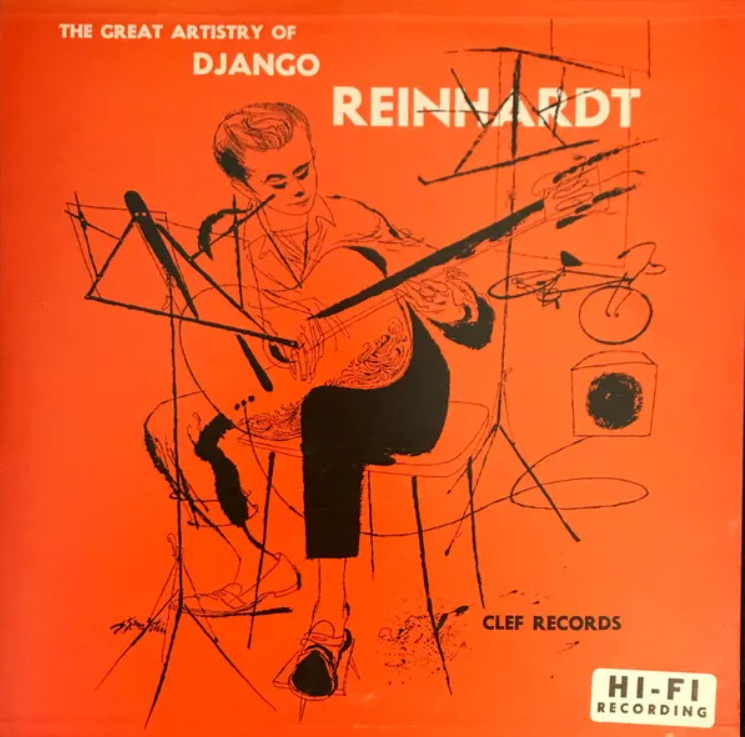 THE GREAT ARTISTRY OF
DJANGO
REINHARDT
CLEF RECORDS
HI-FI
RECORDING